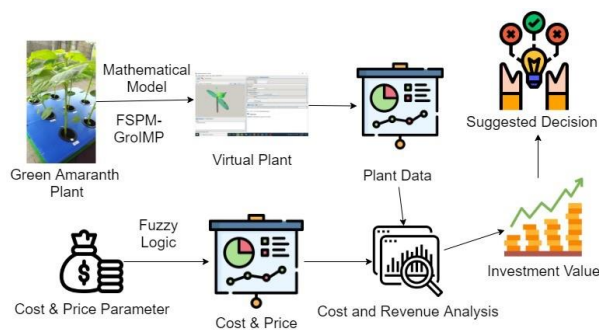 Mathematical
Model
FSPM-
GroIMP
Green Amaranth
Plant
Virtual Plant
Plant Data
Suggested Decision
Fuzzy
Logic
Cost & Price Parameter
Cost & Price
Cost and Revenue Analysis
Investment Value